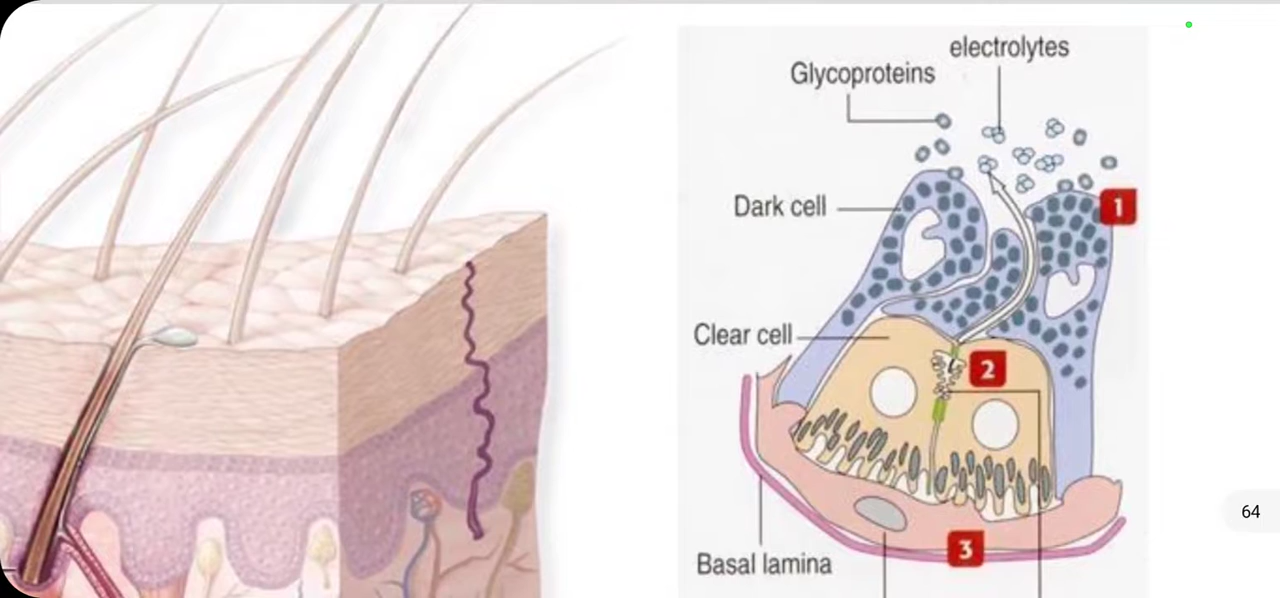 electrolytes
Glycoproteins
Dark cell
1
Clear cell
2
3
Basal lamina
64